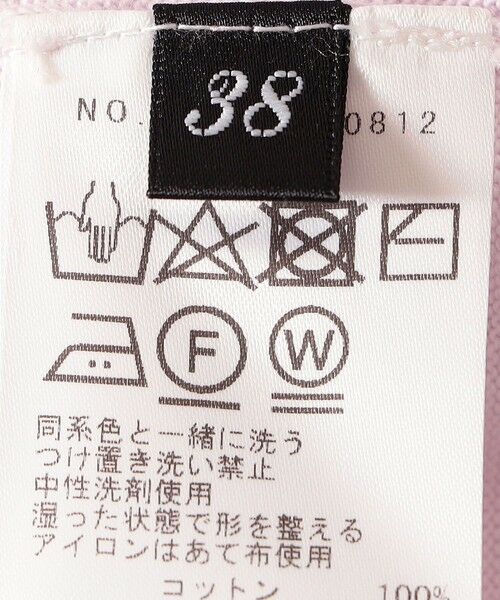 38
NO. 0812
F
W
同系色と一緒に洗う
つけ置き洗い禁止
中性洗剤使用
湿った状態で形を整える
アイロンはあて布使用
コットン 100%